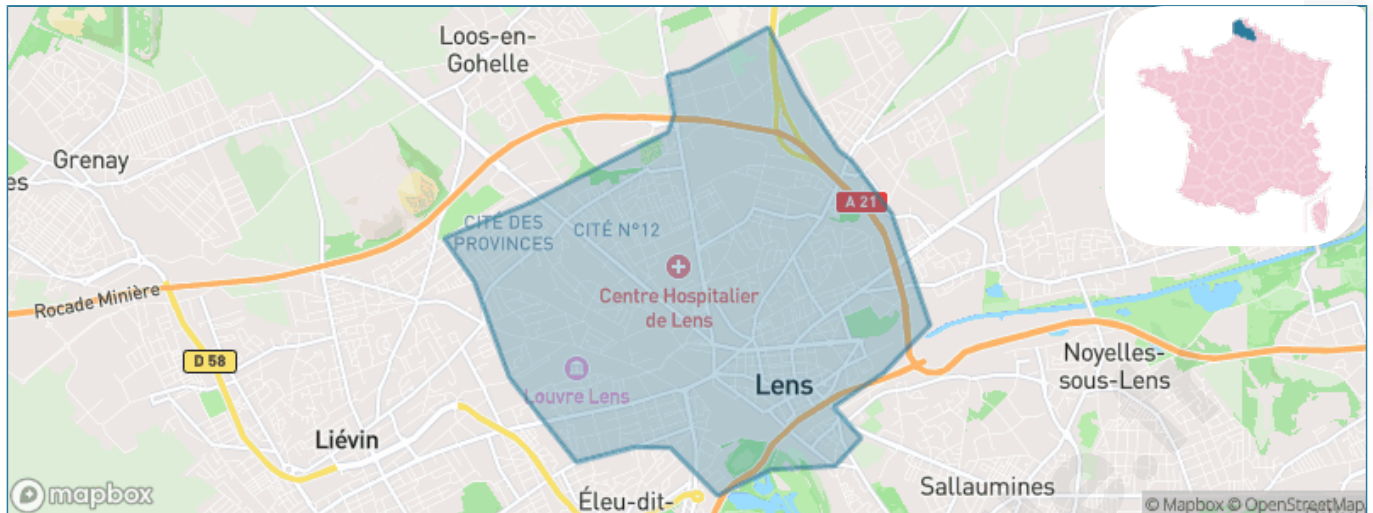 Loos-en-
Gohelle
Grenay
es
A 21
CITÉ DES
PROVINCES
CITÉ N°12
Centre Hospitalier
de Lens
Rocade Minière
D 58
Noyelles-
sous-Lens
Lens
Louvre Lens
Liévin
Sallaumines
Éleu-dit-
mapbox
© Mapbox © OpenStreetMap